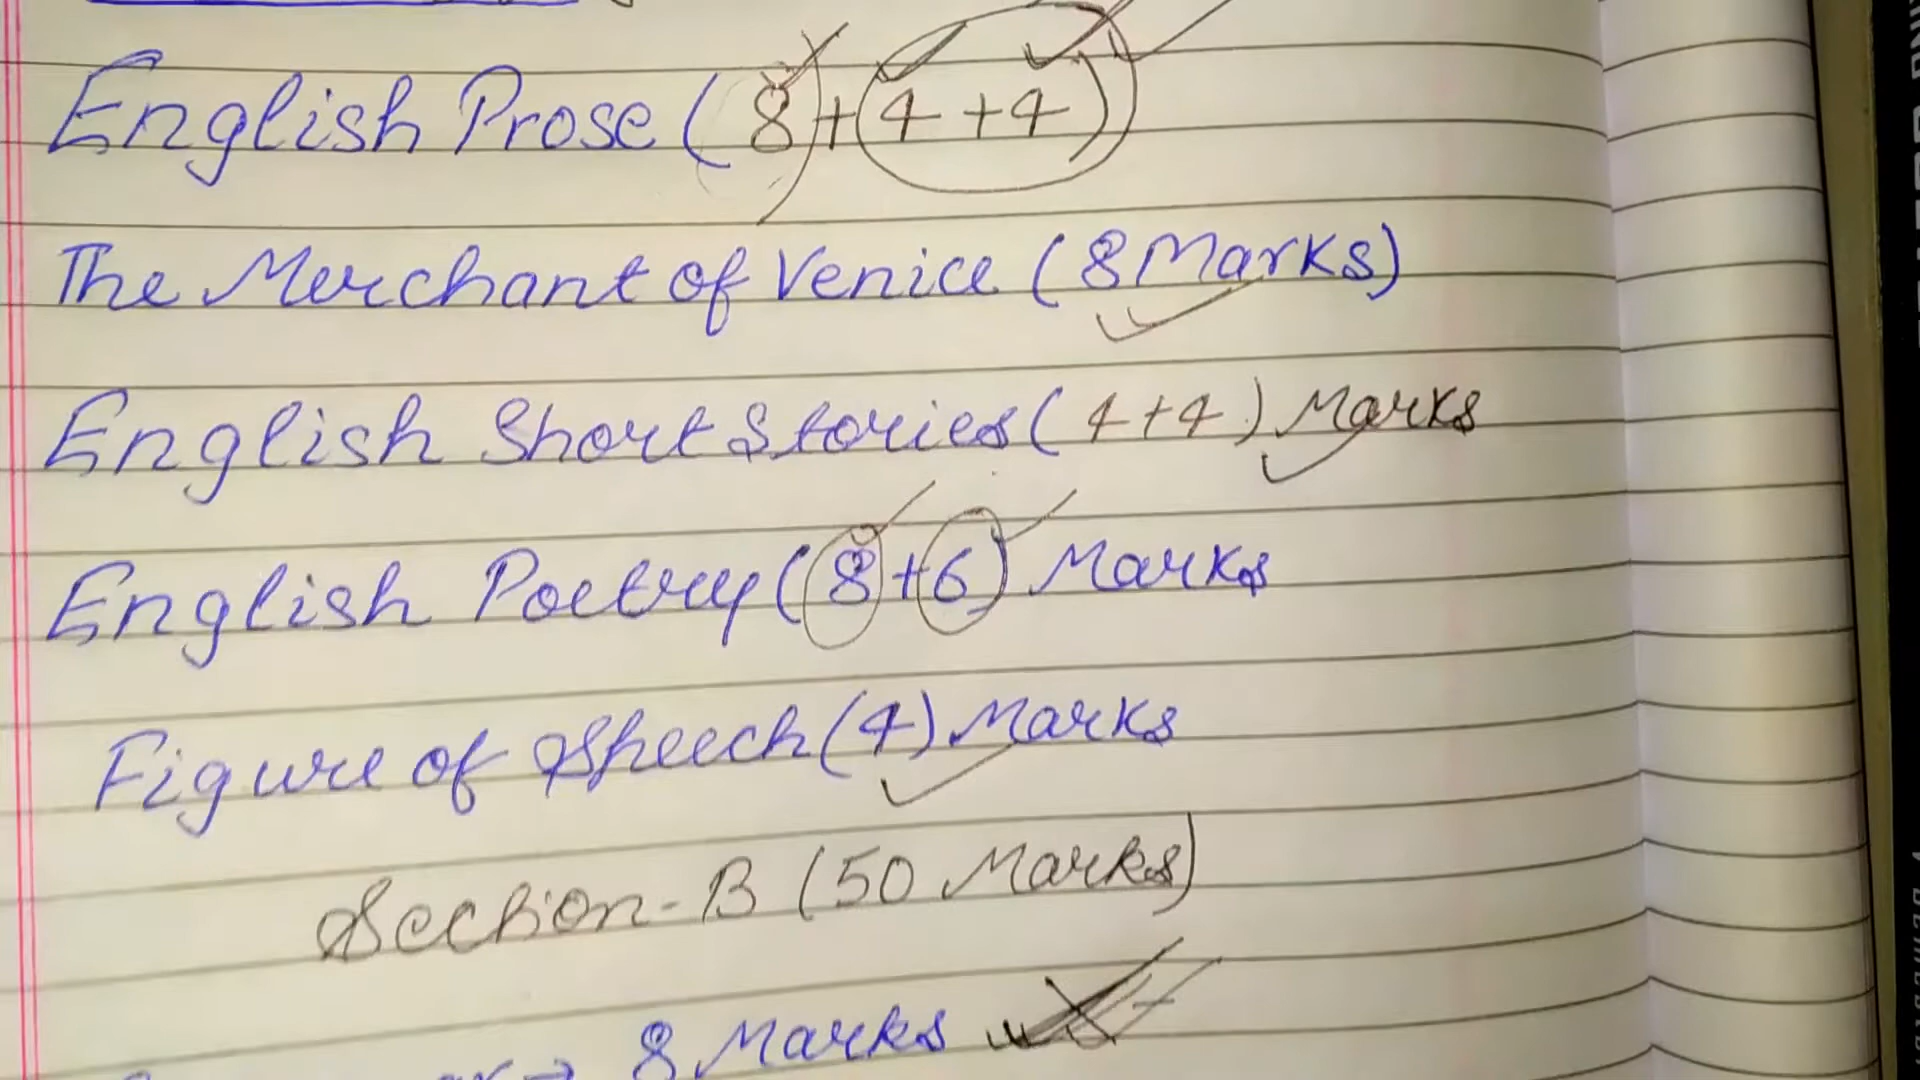 English Prose (8+(4+4))
The Merchant of Venice (8 Marks)
English Short Stories (4+4) Marks
English Poetry (8+6) Marks
Figure of Speech (4) Marks
Section-B (50 Marks)
→ 8 Marks